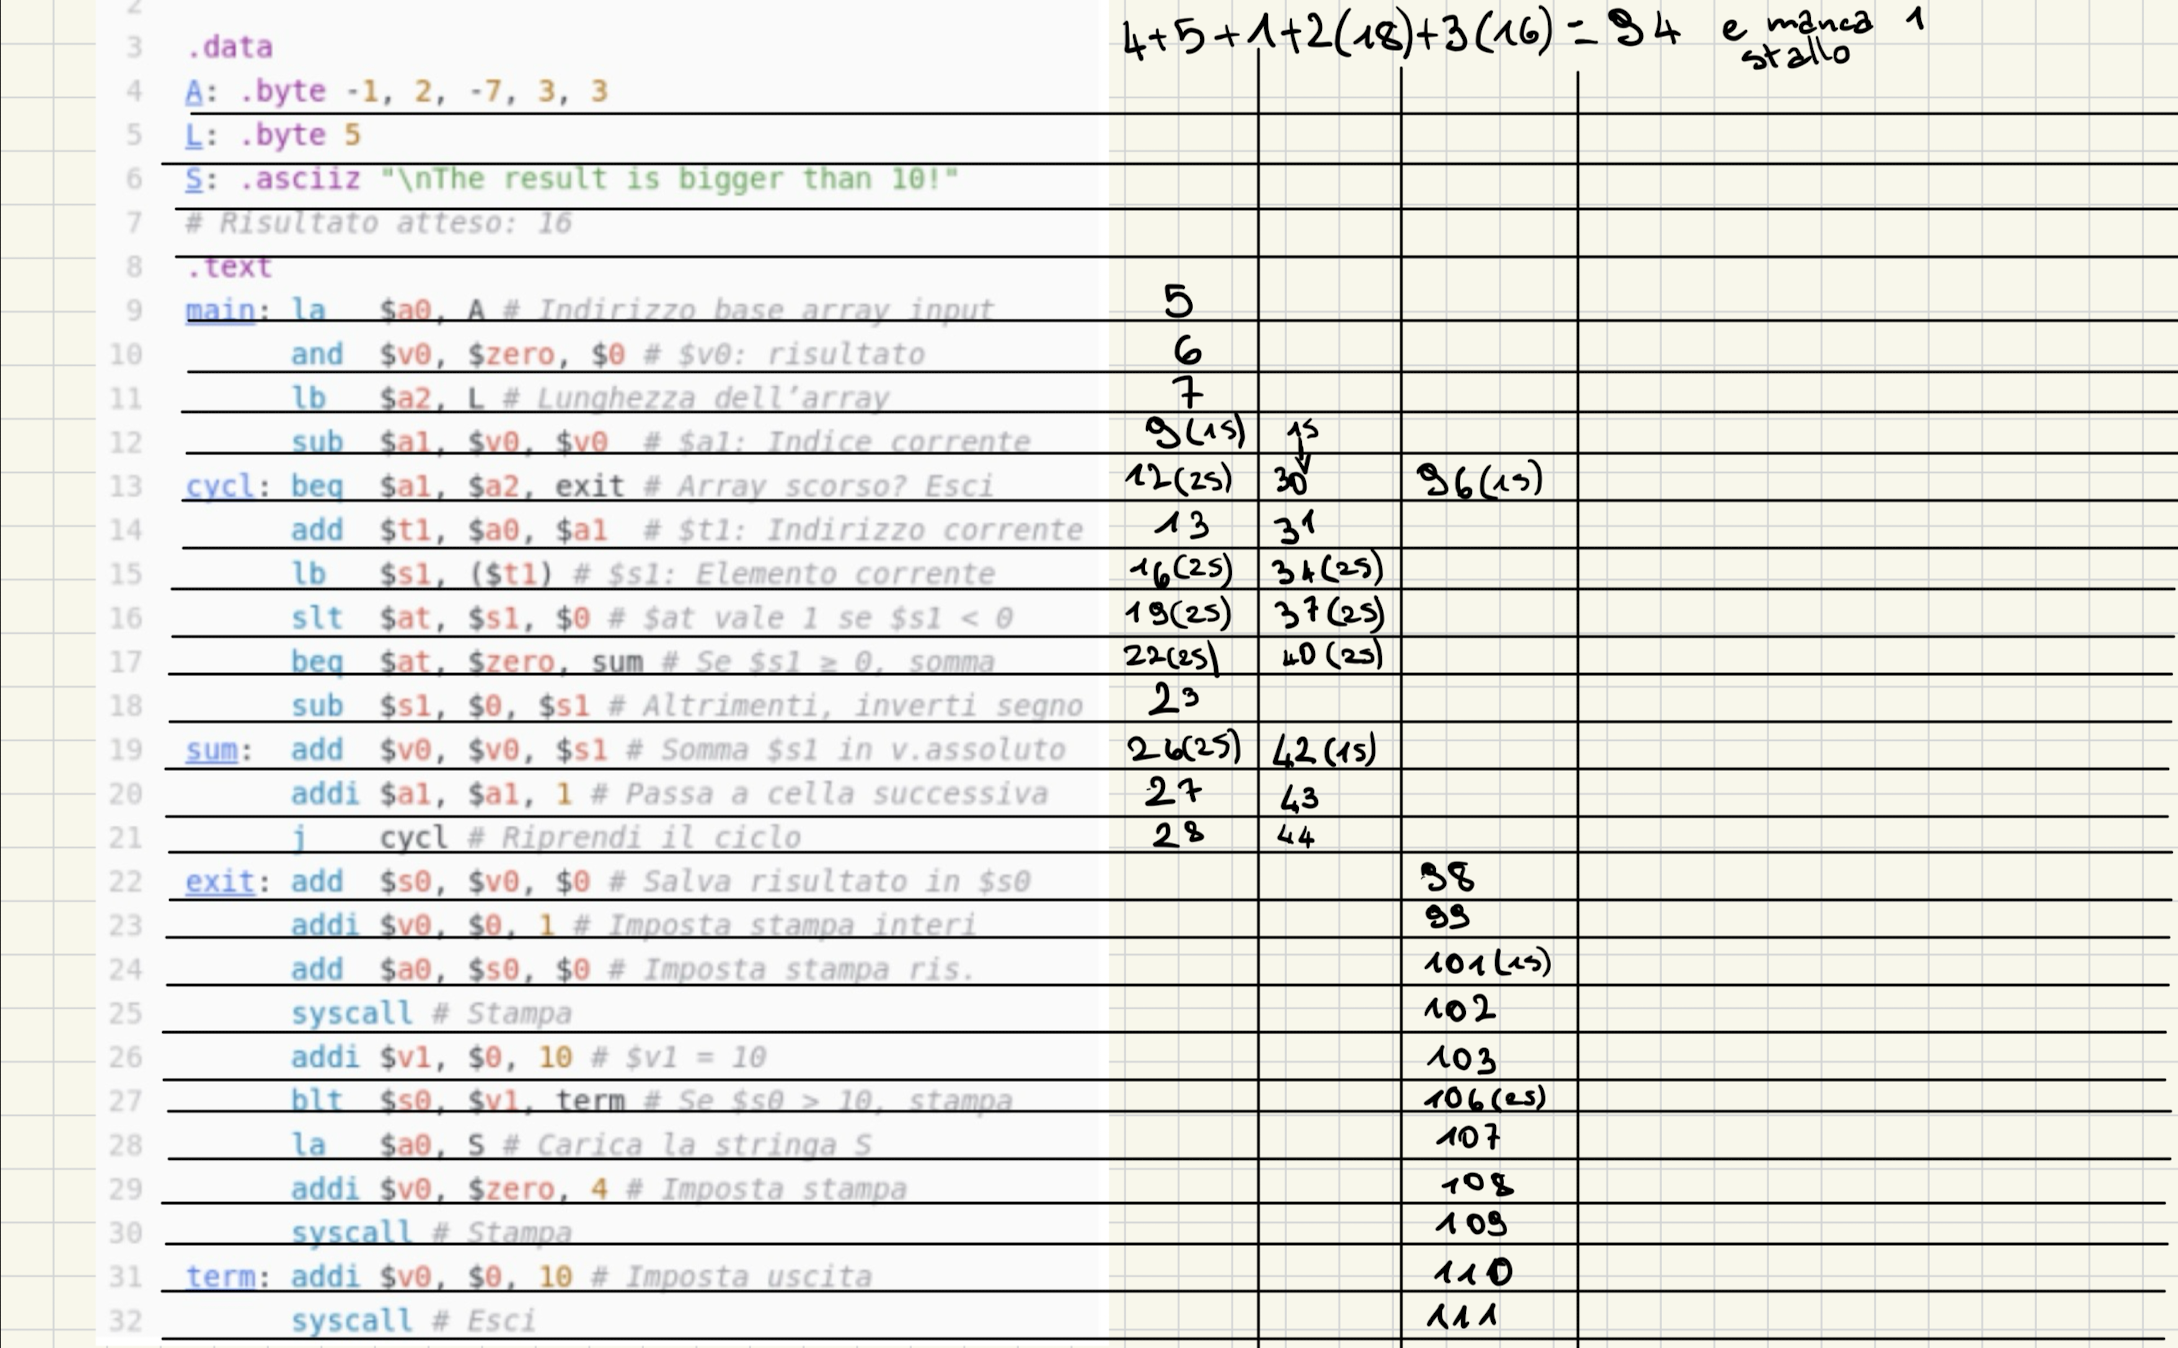 2
4+5+1+2(18)+3(16) = 94 e manca 1 stallo
3 .data
4 A: .byte -1, 2, -7, 3, 3
5 L: .byte 5
6 S: .asciiz "\nThe result is bigger than 10!"
7 # Risultato atteso: 16
8 .text
9 main: la $a0, A # Indirizzo base array input 5
10 and $v0, $zero, $0 # $v0: risultato 6
11 lb $a2, L # Lunghezza dell'array 7
12 sub $a1, $v0, $v0 # $a1: Indice corrente 9(1s) 1s
13 cycl: beq $a1, $a2, exit # Array scorso? Esci 12(2s) 30 96(1s)
14 add $t1, $a0, $a1 # $t1: Indirizzo corrente 13 31
15 lb $s1, ($t1) # $s1: Elemento corrente 16(2s) 34(2s)
16 slt $at, $s1, $0 # $at vale 1 se $s1 < 0 19(2s) 37(2s)
17 beq $at, $zero, sum # Se $s1 ≥ 0, somma 22(2s) 40(2s)
18 sub $s1, $0, $s1 # Altrimenti, inverti segno 23
19 sum: add $v0, $v0, $s1 # Somma $s1 in v.assoluto 26(2s) 42(1s)
20 addi $a1, $a1, 1 # Passa a cella successiva 27 43
21 j cycl # Riprendi il ciclo 28 44
22 exit: add $s0, $v0, $0 # Salva risultato in $s0 98
23 addi $v0, $0, 1 # Imposta stampa interi 99
24 add $a0, $s0, $0 # Imposta stampa ris. 101(1s)
25 syscall # Stampa 102
26 addi $v1, $0, 10 # $v1 = 10 103
27 blt $s0, $v1, term # Se $s0 > 10, stampa 106(2s)
28 la $a0, S # Carica la stringa S 107
29 addi $v0, $zero, 4 # Imposta stampa 108
30 syscall # Stampa 109
31 term: addi $v0, $0, 10 # Imposta uscita 110
32 syscall # Esci 111